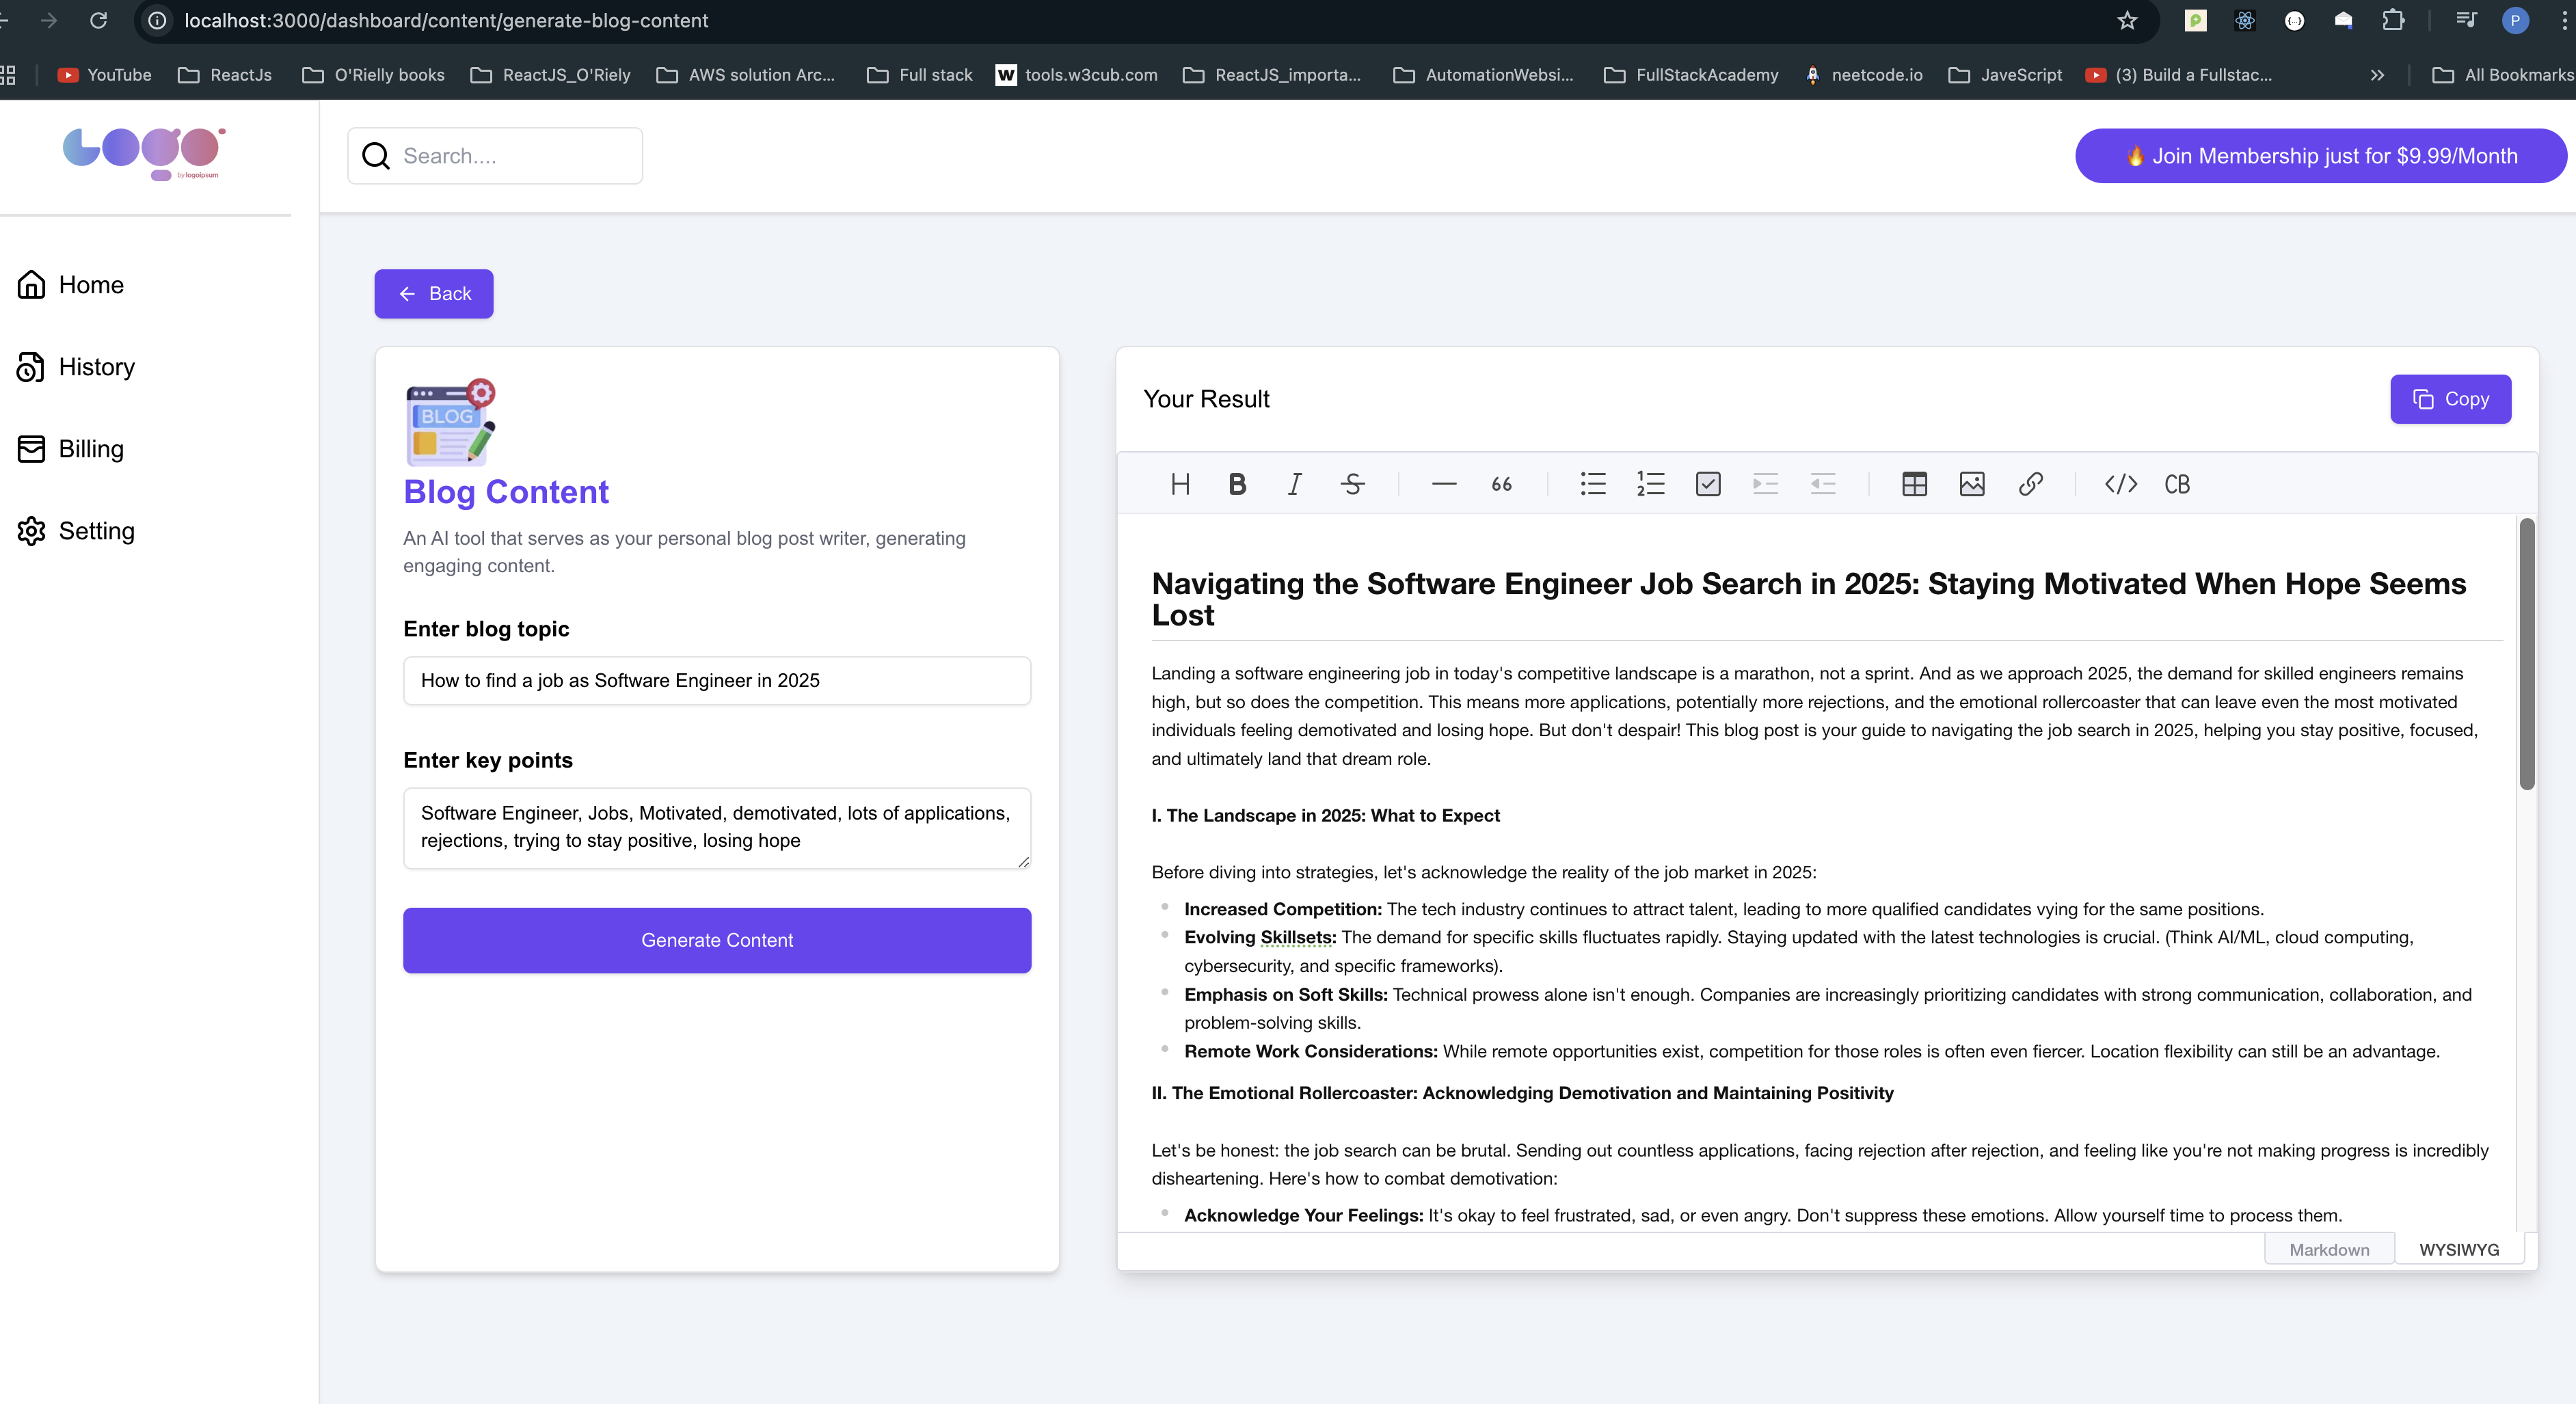 localhost:3000/dashboard/content/generate-blog-content
P
YouTube
ReactJs
O'Rielly books
ReactJS_O'Riely
AWS solution Arc...
Full stack
W
tools.w3cub.com
ReactJS_importa...
AutomationWebsi...
FullStackAcademy
neetcode.io
JaveScript
(3) Build a Fullstac...
All Bookmarks
Logo
by logoipsum
Search....
🔥 Join Membership just for $9.99/Month
Home
History
Billing
Setting
Back
BLOG
Blog Content
An AI tool that serves as your personal blog post writer, generating
engaging content.
Enter blog topic
How to find a job as Software Engineer in 2025
Enter key points
Software Engineer, Jobs, Motivated, demotivated, lots of applications,
rejections, trying to stay positive, losing hope
Generate Content
Your Result
Copy
H B I S 66 CB
Navigating the Software Engineer Job Search in 2025: Staying Motivated When Hope Seems
Lost
Landing a software engineering job in today's competitive landscape is a marathon, not a sprint. And as we approach 2025, the demand for skilled engineers remains
high, but so does the competition. This means more applications, potentially more rejections, and the emotional rollercoaster that can leave even the most motivated
individuals feeling demotivated and losing hope. But don't despair! This blog post is your guide to navigating the job search in 2025, helping you stay positive, focused,
and ultimately land that dream role.
I. The Landscape in 2025: What to Expect
Before diving into strategies, let's acknowledge the reality of the job market in 2025:
Increased Competition: The tech industry continues to attract talent, leading to more qualified candidates vying for the same positions.
Evolving Skillsets: The demand for specific skills fluctuates rapidly. Staying updated with the latest technologies is crucial. (Think AI/ML, cloud computing,
cybersecurity, and specific frameworks).
Emphasis on Soft Skills: Technical prowess alone isn't enough. Companies are increasingly prioritizing candidates with strong communication, collaboration, and
problem-solving skills.
Remote Work Considerations: While remote opportunities exist, competition for those roles is often even fiercer. Location flexibility can still be an advantage.
II. The Emotional Rollercoaster: Acknowledging Demotivation and Maintaining Positivity
Let's be honest: the job search can be brutal. Sending out countless applications, facing rejection after rejection, and feeling like you're not making progress is incredibly
disheartening. Here's how to combat demotivation:
Acknowledge Your Feelings: It's okay to feel frustrated, sad, or even angry. Don't suppress these emotions. Allow yourself time to process them.
Markdown
WYSIWYG